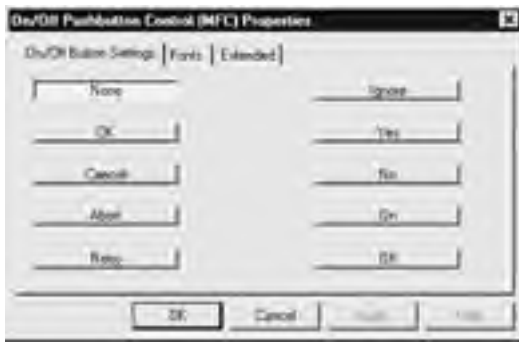 On/Off Pushbutton Control (MFC) Properties
On/Off Button Settings Fonts Extended
None Ignore
OK Yes
Cancel No
Abort On
Retry Off
OK Cancel Apply Help